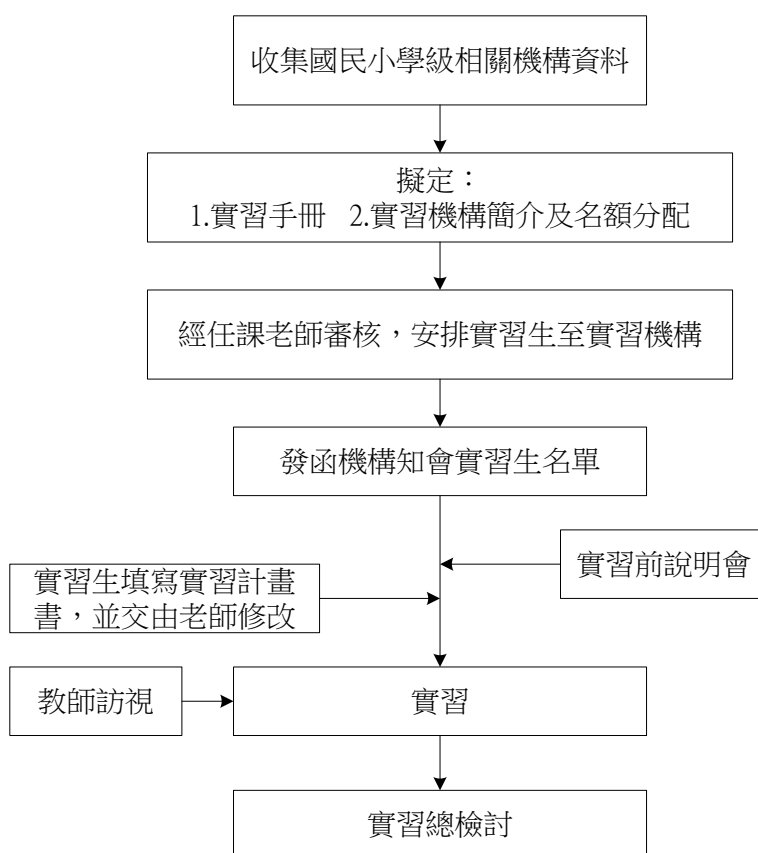 收集國民小學級相關機構資料
擬定：
1.實習手冊 2.實習機構簡介及名額分配
經任課老師審核，安排實習生至實習機構
發函機構知會實習生名單
實習前說明會
實習生填寫實習計畫
書，並交由老師修改
教師訪視
實習
實習總檢討